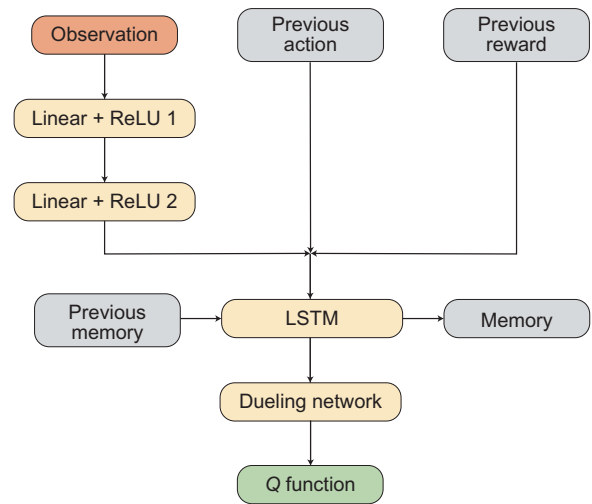 Observation
Previous
action
Previous
reward
Linear + ReLU 1
Linear + ReLU 2
Previous
memory
LSTM
Memory
Dueling network
Q function